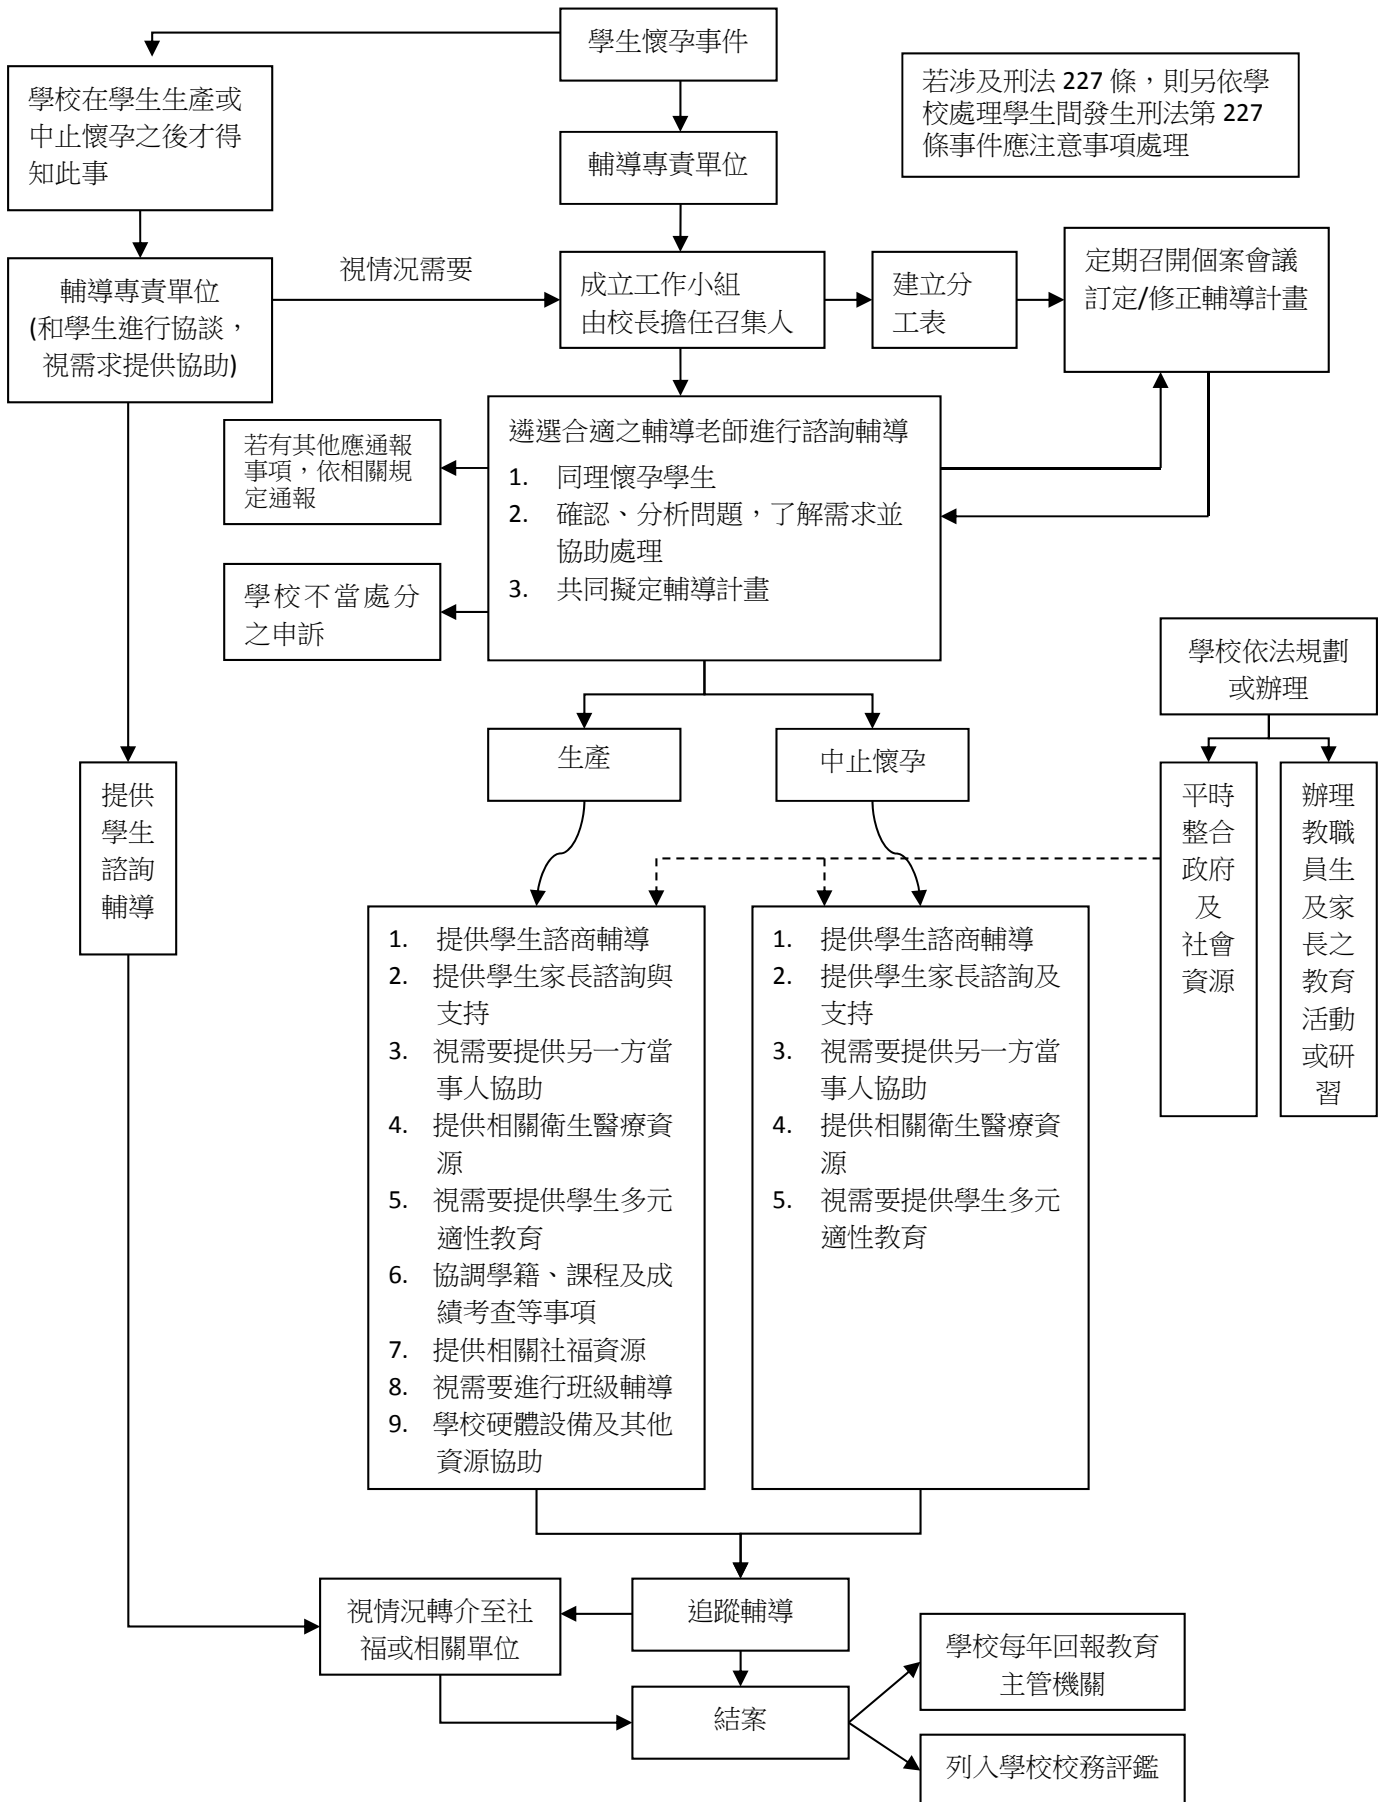 學生懷孕事件
學校在學生生產或
中止懷孕之後才得
知此事
若涉及刑法 227 條，則另依學
校處理學生間發生刑法第 227
條事件應注意事項處理
輔導專責單位
輔導專責單位
(和學生進行協談，
視需求提供協助)
視情況需要
成立工作小組
由校長擔任召集人
建立分
工表
定期召開個案會議
訂定/修正輔導計畫
若有其他應通報
事項，依相關規
定通報
學校不當處分
之申訴
遴選合適之輔導老師進行諮詢輔導
1. 同理懷孕學生
2. 確認、分析問題，了解需求並
協助處理
3. 共同擬定輔導計畫
學校依法規劃
或辦理
生產
中止懷孕
提供
學生
諮詢
輔導
平時
整合
政府
及
社會
資源
辦理
教職
員生
及家
長之
教育
活動
或研
習
1. 提供學生諮商輔導
2. 提供學生家長諮詢與
支持
3. 視需要提供另一方當
事人協助
4. 提供相關衛生醫療資
源
5. 視需要提供學生多元
適性教育
6. 協調學籍、課程及成
績考查等事項
7. 提供相關社福資源
8. 視需要進行班級輔導
9. 學校硬體設備及其他
資源協助
1. 提供學生諮商輔導
2. 提供學生家長諮詢及
支持
3. 視需要提供另一方當
事人協助
4. 提供相關衛生醫療資
源
5. 視需要提供學生多元
適性教育
視情況轉介至社
福或相關單位
追蹤輔導
結案
學校每年回報教育
主管機關
列入學校校務評鑑